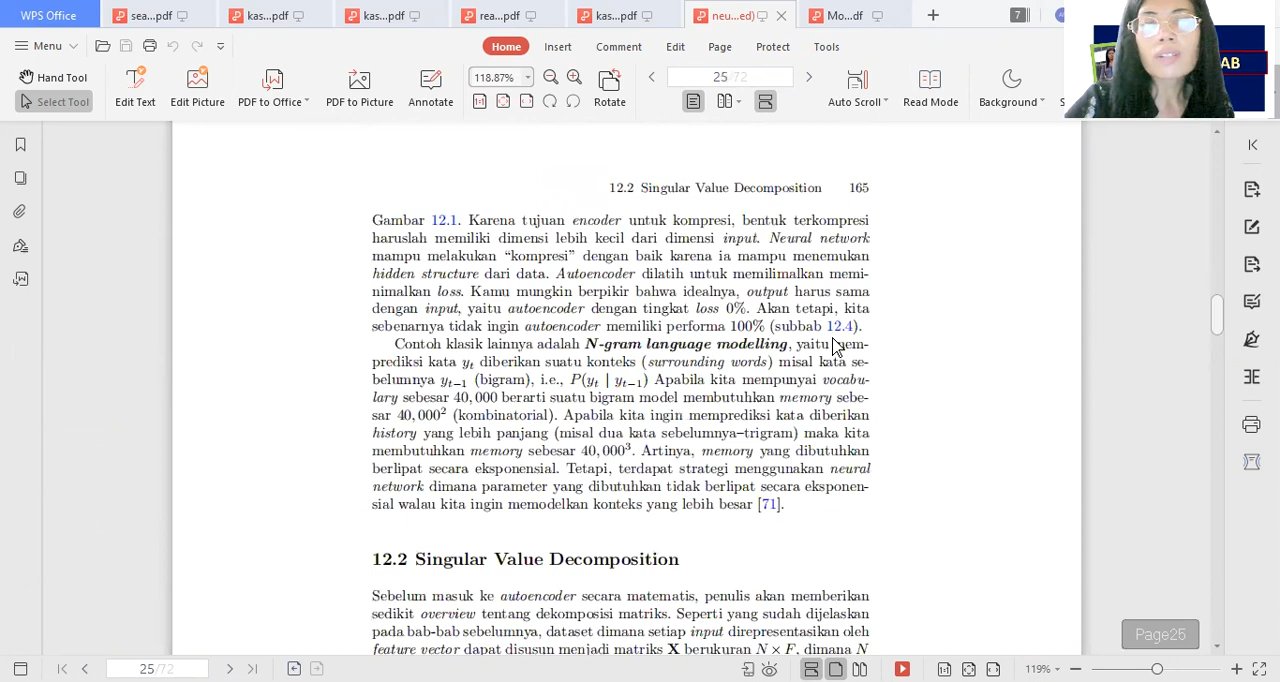 WPS Office
sea...pdf
kas...pdf
kas....pdf
rea...pdf
kas...pdf
neu...ed)
Mo...df
7
AB
Menu
Home
Insert
Comment
Edit
Page
Protect
Tools
Hand Tool
Select Tool
Edit Text
Edit Picture
PDF to Office
PDF to Picture
Annotate
118.87%
Rotate
25/72
Auto Scroll
Read Mode
Background
12.2 Singular Value Decomposition 165
Gambar 12.1. Karena tujuan encoder untuk kompresi, bentuk terkompresi
haruslah memiliki dimensi lebih kecil dari dimensi input. Neural network
mampu melakukan “kompresi” dengan baik karena ia mampu menemukan
hidden structure dari data. Autoencoder dilatih untuk memilimalkan memi-
nimalkan loss. Kamu mungkin berpikir bahwa idealnya, output harus sama
dengan input, yaitu autoencoder dengan tingkat loss 0%. Akan tetapi, kita
sebenarnya tidak ingin autoencoder memiliki performa 100% (subbab 12.4).
Contoh klasik lainnya adalah N-gram language modelling, yaitu mem-
prediksi kata yₜ diberikan suatu konteks (surrounding words) misal kata se-
belumnya yₜ₋₁ (bigram), i.e., P(yₜ | yₜ₋₁) Apabila kita mempunyai vocabu-
lary sebesar 40,000 berarti suatu bigram model membutuhkan memory sebe-
sar 40,000² (kombinatorial). Apabila kita ingin memprediksi kata diberikan
history yang lebih panjang (misal dua kata sebelumnya–trigram) maka kita
membutuhkan memory sebesar 40,000³. Artinya, memory yang dibutuhkan
berlipat secara eksponensial. Tetapi, terdapat strategi menggunakan neural
network dimana parameter yang dibutuhkan tidak berlipat secara eksponen-
sial walau kita ingin memodelkan konteks yang lebih besar [71].
12.2 Singular Value Decomposition
Sebelum masuk ke autoencoder secara matematis, penulis akan memberikan
sedikit overview tentang dekomposisi matriks. Seperti yang sudah dijelaskan
pada bab-bab sebelumnya, dataset dimana setiap input direpresentasikan oleh
feature vector dapat disusun menjadi matriks X berukuran N × F, dimana N
Page25
25/72
119%